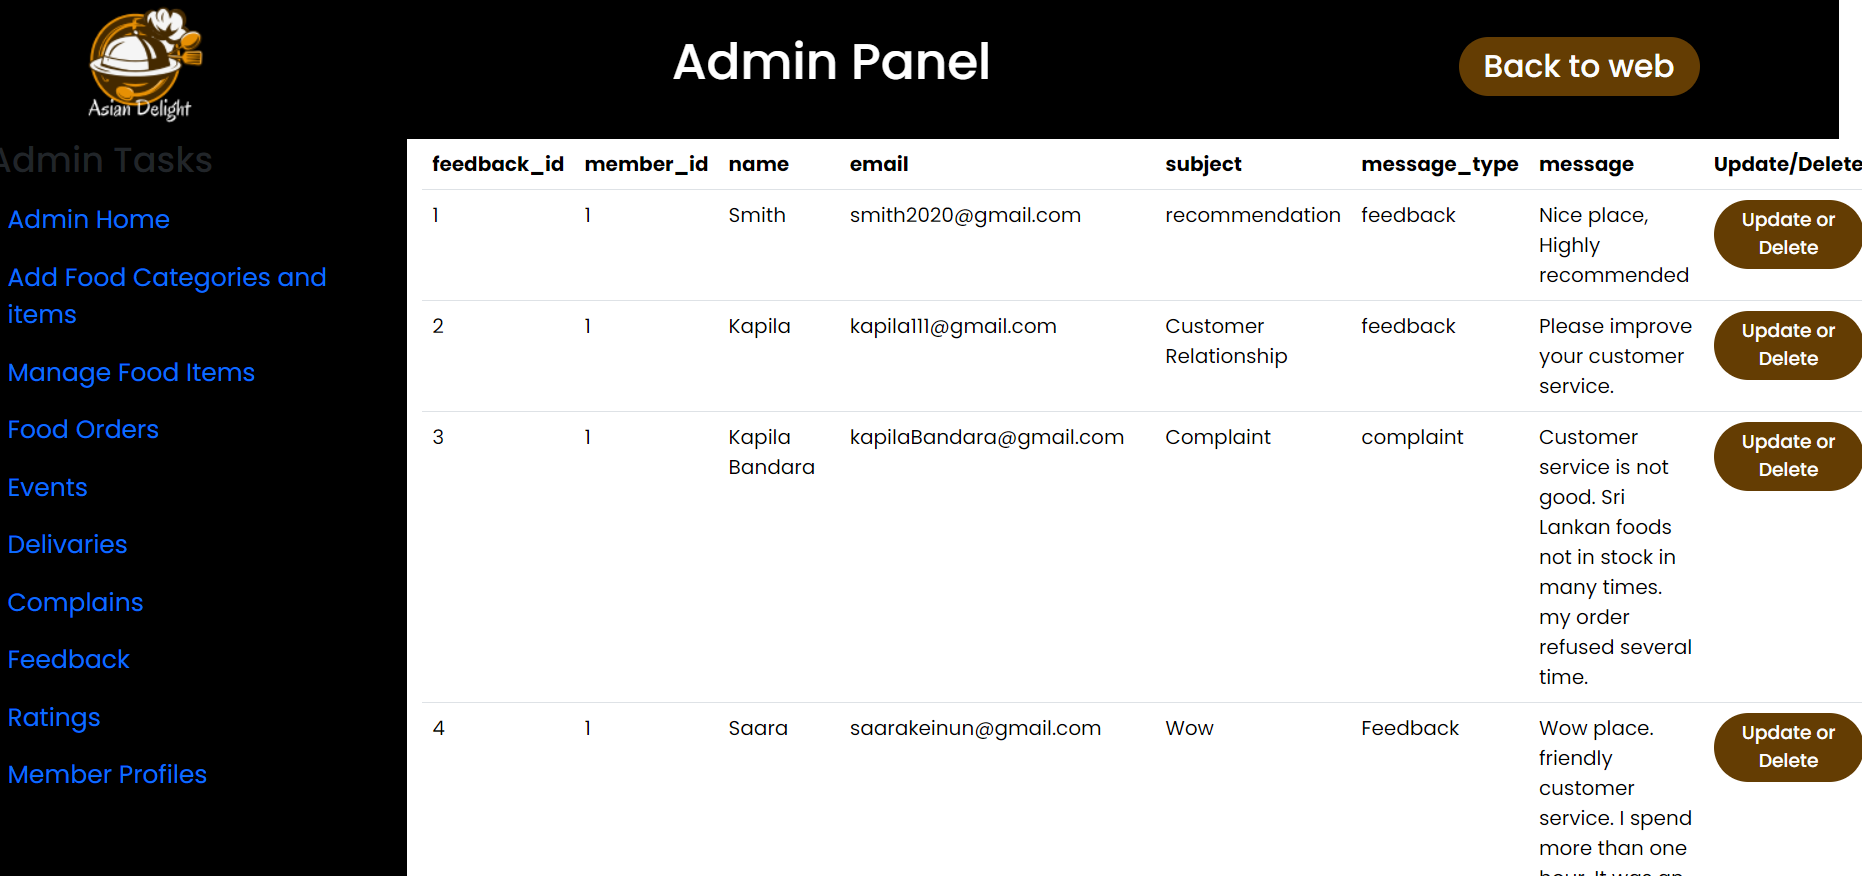 Asian Delight
Admin Panel
Back to web
Admin Tasks
Admin Home
Add Food Categories and
items
Manage Food Items
Food Orders
Events
Delivaries
Complains
Feedback
Ratings
Member Profiles
feedback_id member_id name email subject message_type message Update/Delete
1 1 Smith smith2020@gmail.com recommendation feedback Nice place,
Highly
recommended
Update or
Delete
2 1 Kapila kapila111@gmail.com Customer
Relationship
feedback
Please improve
your customer
service.
Update or
Delete
3 1 Kapila
Bandara
kapilaBandara@gmail.com Complaint complaint
Customer
service is not
good. Sri
Lankan foods
not in stock in
many times.
my order
refused several
time.
Update or
Delete
4 1 Saara saarakeinun@gmail.com Wow Feedback
Wow place.
friendly
customer
service. I spend
more than one
hour. It was an
Update or
Delete